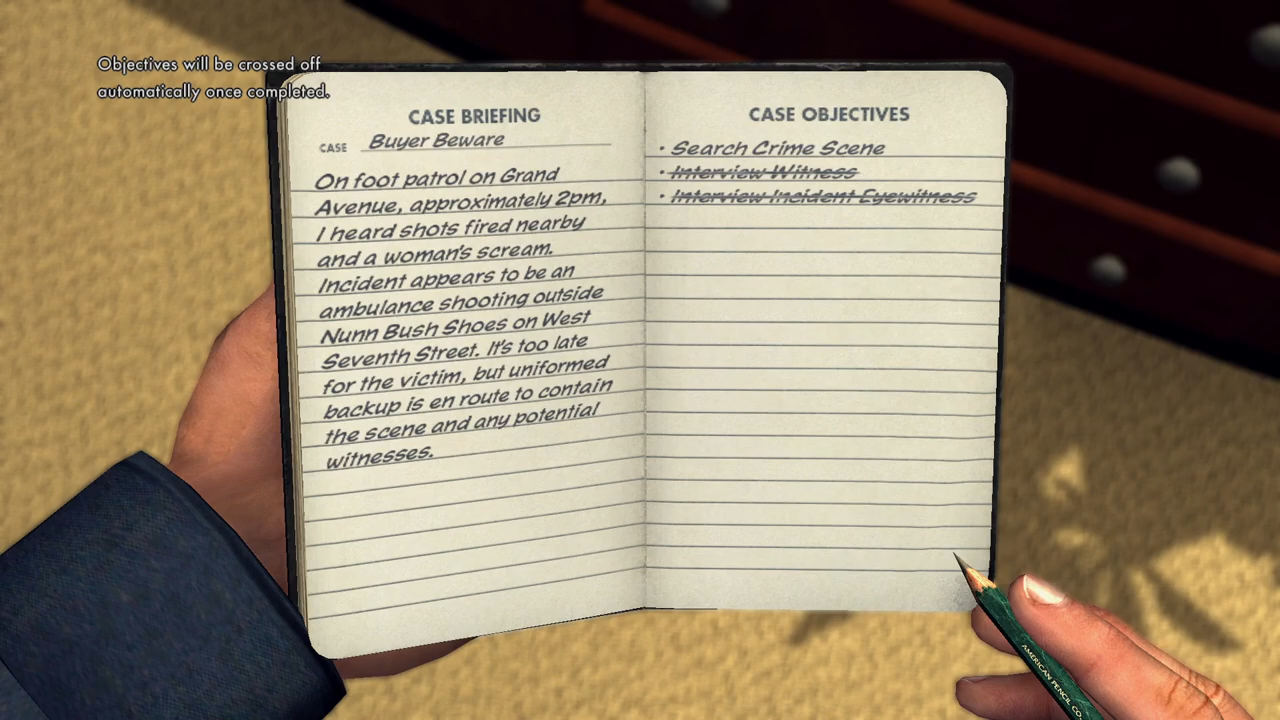 Objectives will be crossed off
automatically once completed.
CASE BRIEFING
CASE Buyer Beware
On foot patrol on Grand
Avenue, approximately 2pm,
I heard shots fired nearby
and a woman's scream.
Incident appears to be an
ambulance shooting outside
Nunn Bush Shoes on West
Seventh Street. It's too late
for the victim, but uniformed
backup is en route to contain
the scene and any potential
witnesses.
CASE OBJECTIVES
• Search Crime Scene
• Interview Witness
• Interview Incident Eyewitness
AMERICAN PENCIL CO.